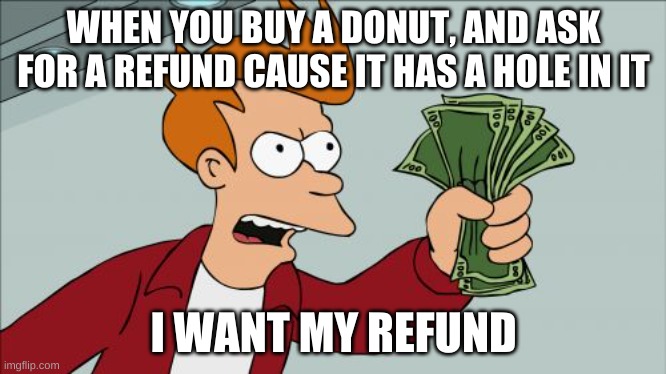 WHEN YOU BUY A DONUT, AND ASK
FOR A REFUND CAUSE IT HAS A HOLE IN IT
I WANT MY REFUND
imgflip.com